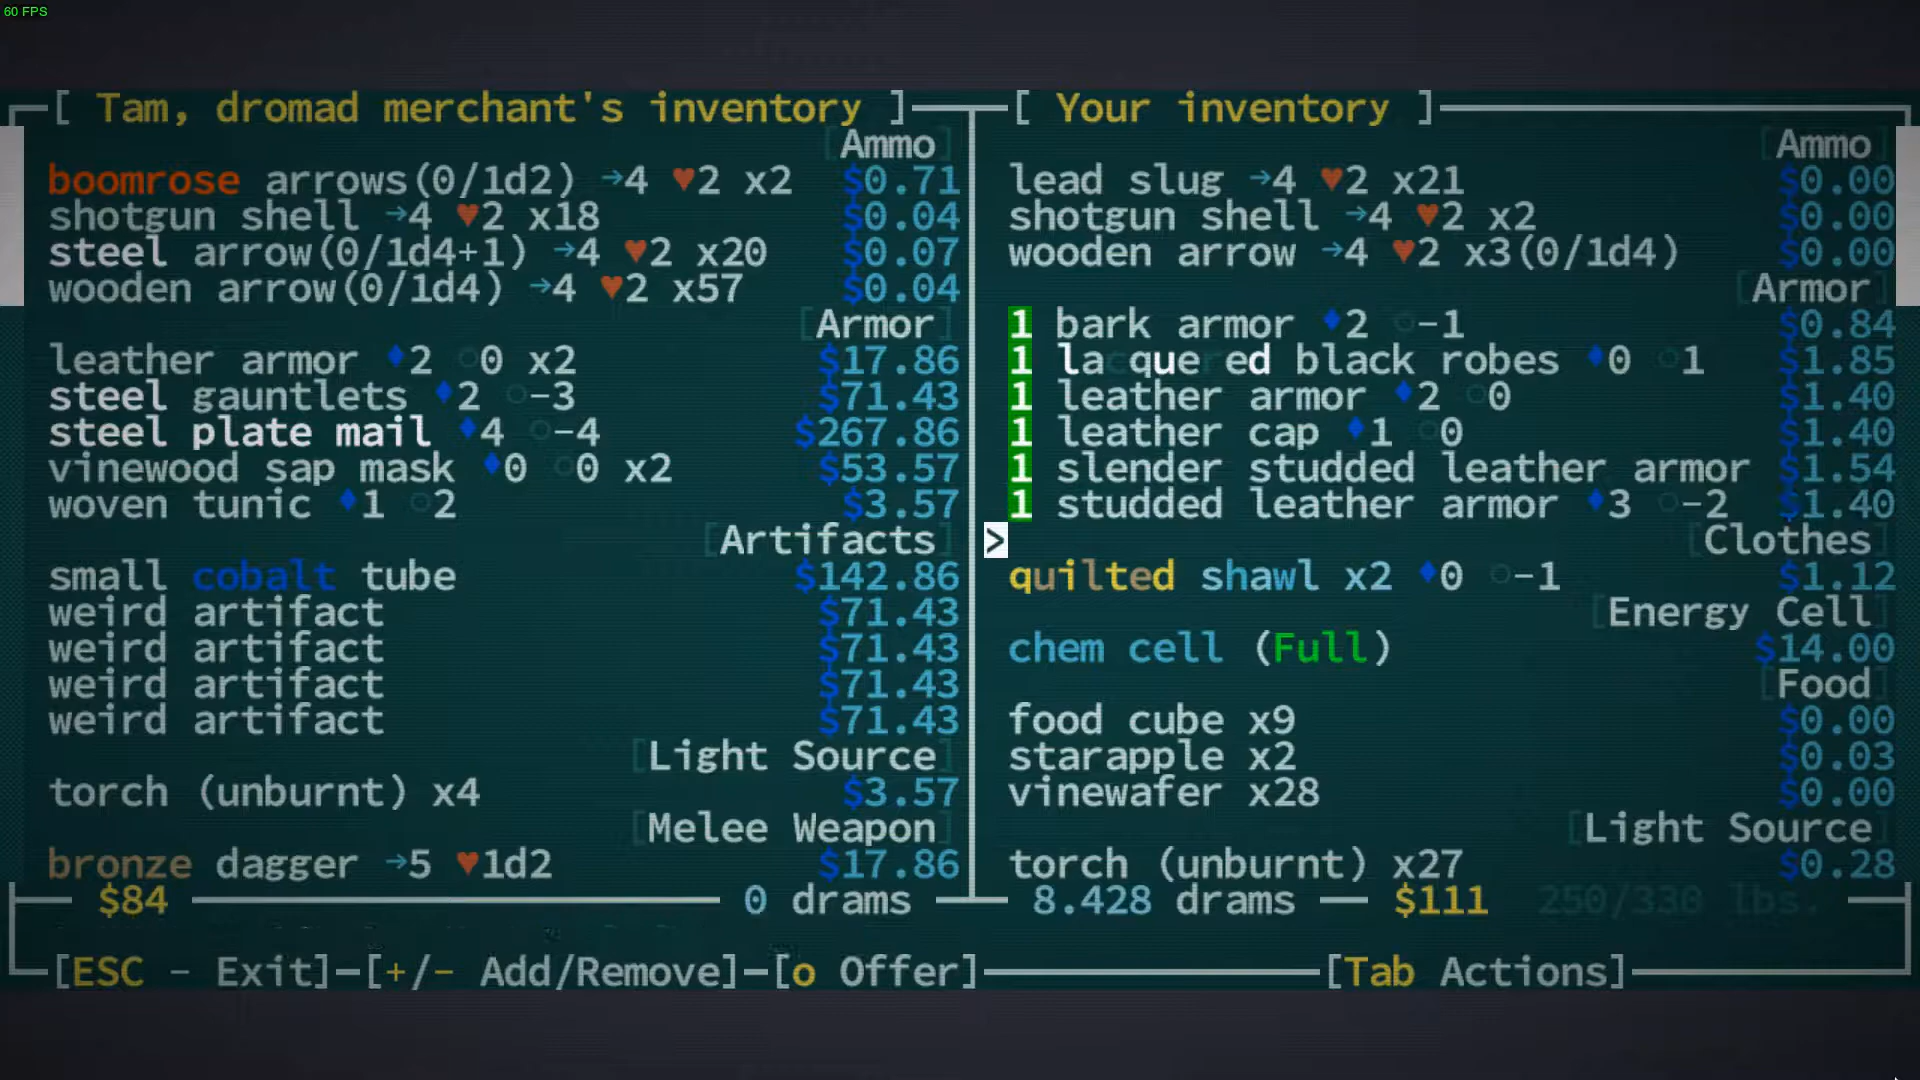 60 FPS
[ Tam, dromad merchant's inventory ]
[Ammo]
boomrose arrows(0/1d2) →4 ♥2 x2 $0.71
shotgun shell →4 ♥2 x18 $0.04
steel arrow(0/1d4+1) →4 ♥2 x20 $0.07
wooden arrow(0/1d4) →4 ♥2 x57 $0.04
[Armor]
leather armor ♦2 ○0 x2 $17.86
steel gauntlets ♦2 ○-3 $71.43
steel plate mail ♦4 ○-4 $267.86
vinewood sap mask ♦0 ○0 x2 $53.57
woven tunic ♦1 ○2 $3.57
[Artifacts]
small cobalt tube $142.86
weird artifact $71.43
weird artifact $71.43
weird artifact $71.43
weird artifact $71.43
[Light Source]
torch (unburnt) x4 $3.57
[Melee Weapon]
bronze dagger →5 ♥1d2 $17.86
$84 0 drams
[ Your inventory ]
[Ammo]
lead slug →4 ♥2 x21 $0.00
shotgun shell →4 ♥2 x2 $0.00
wooden arrow →4 ♥2 x3(0/1d4) $0.00
[Armor]
1 bark armor ♦2 ○-1 $0.84
1 lacquered black robes ♦0 ○1 $1.85
1 leather armor ♦2 ○0 $1.40
1 leather cap ♦1 ○0 $1.40
1 slender studded leather armor $1.54
1 studded leather armor ♦3 ○-2 $1.40
> [Clothes]
quilted shawl x2 ♦0 ○-1 $1.12
[Energy Cell]
chem cell (Full) $14.00
[Food]
food cube x9 $0.00
starapple x2 $0.03
vinewafer x28 $0.00
[Light Source]
torch (unburnt) x27 $0.28
8.428 drams $111 250/330 lbs.
[ESC - Exit]-[+/- Add/Remove]-[o Offer] [Tab Actions]